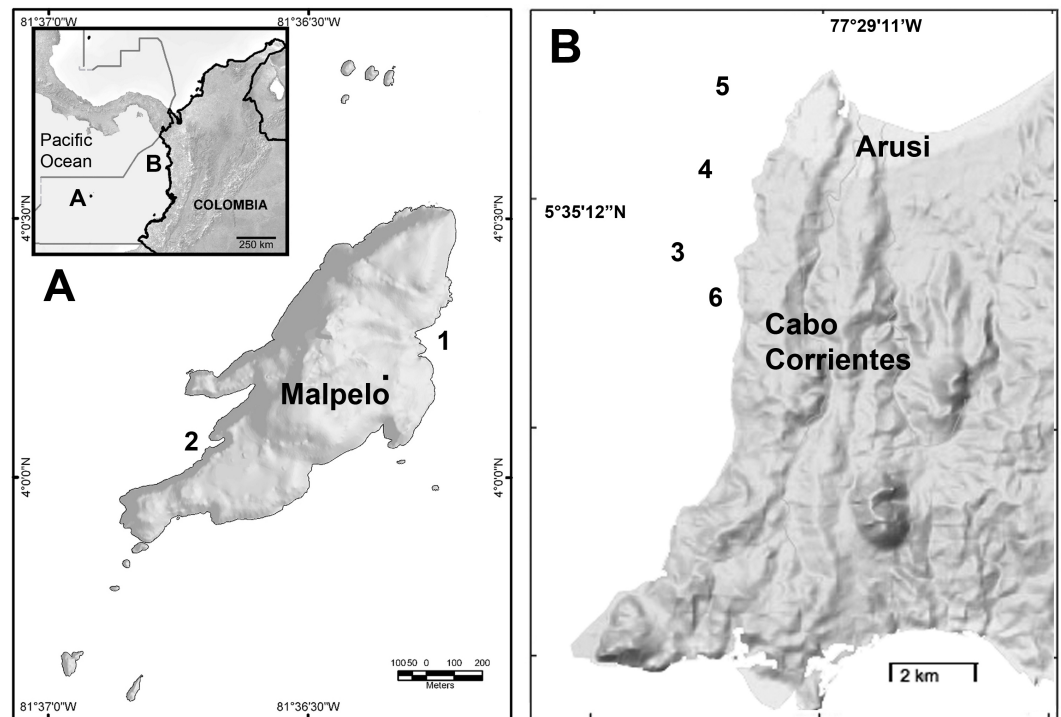 81°37'0"W
81°36'30"W
Pacific
Ocean
B
A
COLOMBIA
250 km
4°0'30"N
4°0'30"N
A
1
Malpelo
2
4°0'0"N
4°0'0"N
100 50 0 100 200
Meters
81°37'0"W
81°36'30"W
B
77°29'11’W
5
Arusi
4
5°35'12’’N
3
6
Cabo
Corrientes
2 km